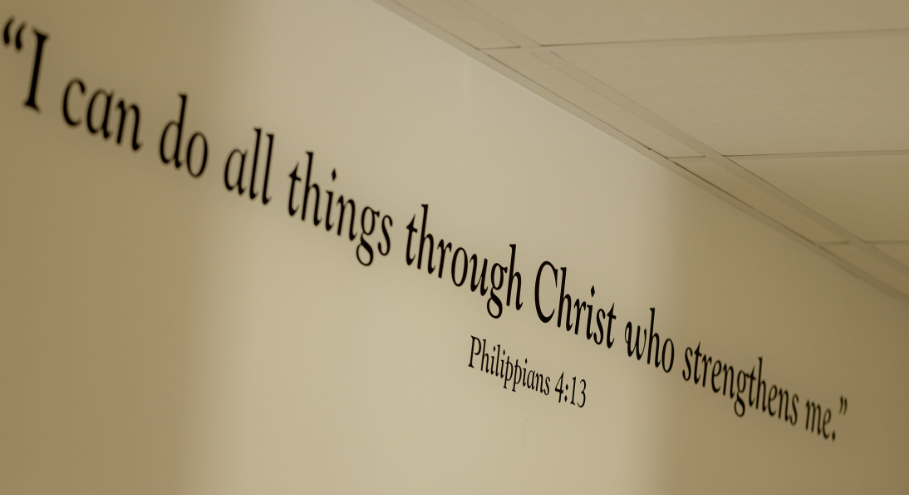 “I can do all things through Christ who strengthens me.”
Philippians 4:13